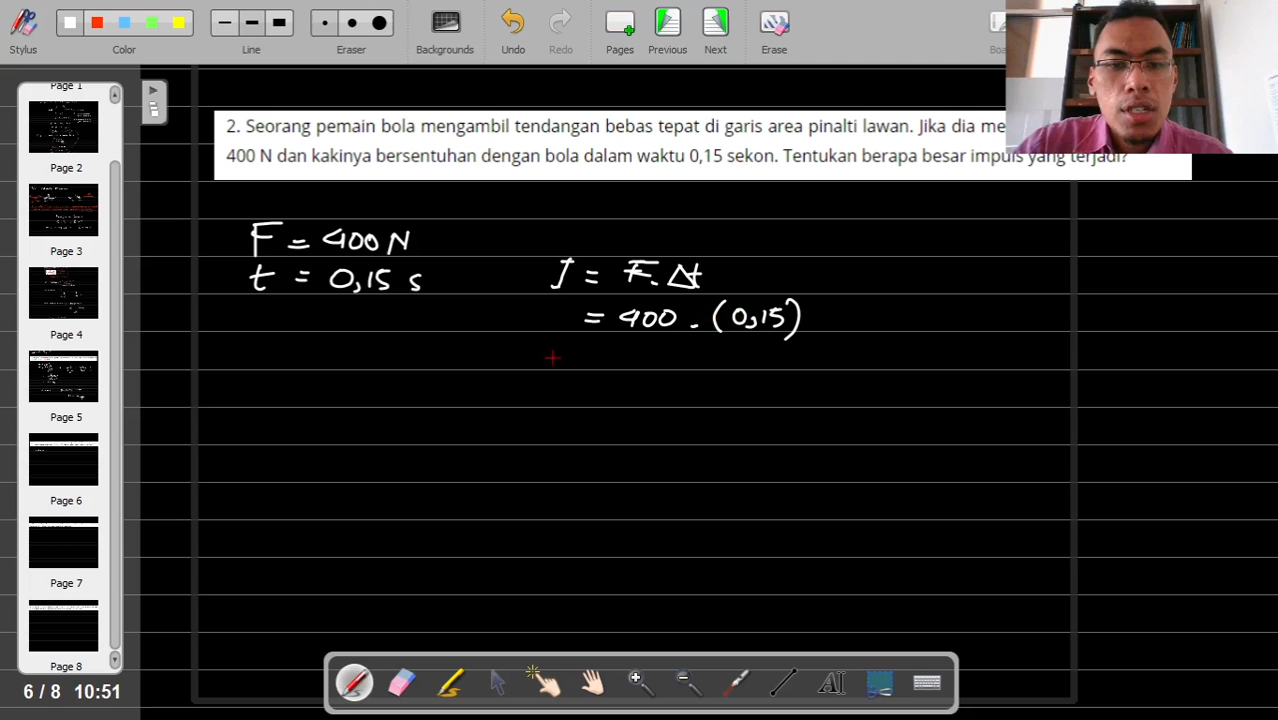 Stylus Color Line Eraser Backgrounds Undo Redo Pages Previous Next Erase
Page 1
Page 2
Page 3
Page 4
Page 5
Page 6
Page 7
Page 8
6 / 8 10:51
2. Seorang pemain bola mengambil tendangan bebas tepat di garis area pinalti lawan. Jika dia
400 N dan kakinya bersentuhan dengan bola dalam waktu 0,15 sekon. Tentukan berapa besar impuls yang terjadi?
F = 400 N
t = 0,15 s
I = F. Δt
= 400 . (0,15)
AI